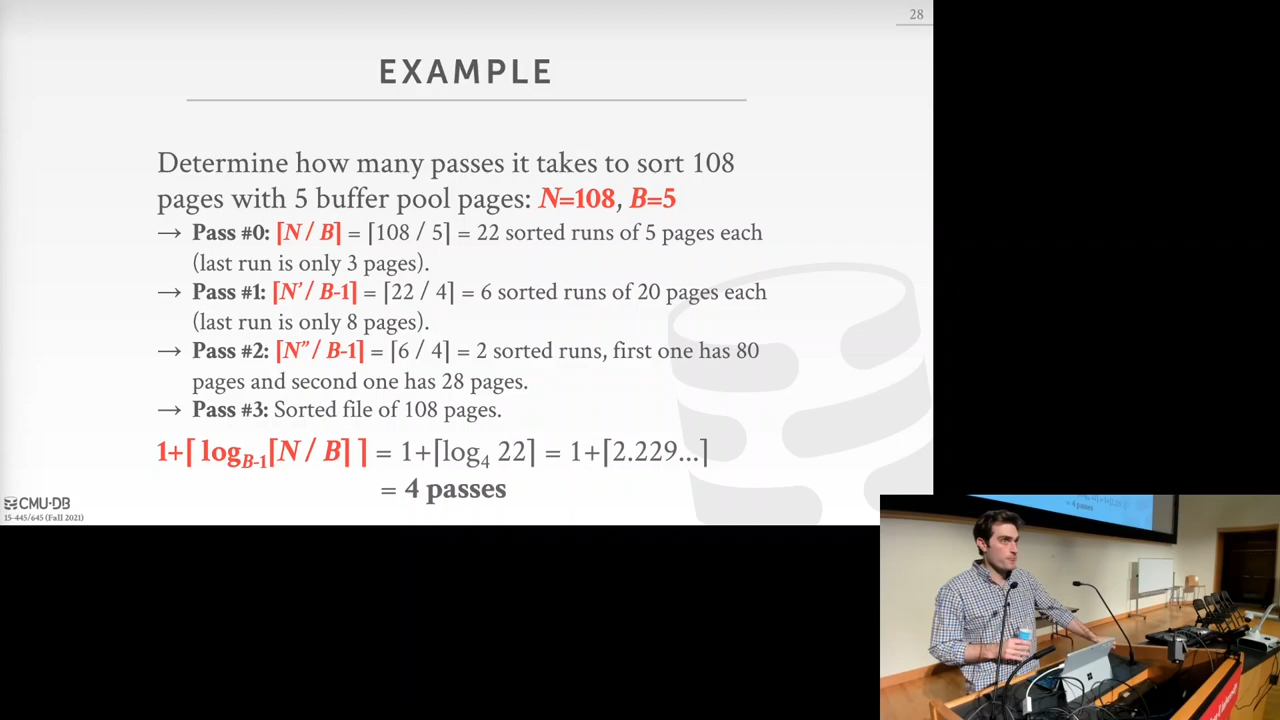 28
EXAMPLE
Determine how many passes it takes to sort 108
pages with 5 buffer pool pages: N=108, B=5
→ Pass #0: ⌈N / B⌉ = ⌈108 / 5⌉ = 22 sorted runs of 5 pages each
(last run is only 3 pages).
→ Pass #1: ⌈N’ / B-1⌉ = ⌈22 / 4⌉ = 6 sorted runs of 20 pages each
(last run is only 8 pages).
→ Pass #2: ⌈N” / B-1⌉ = ⌈6 / 4⌉ = 2 sorted runs, first one has 80
pages and second one has 28 pages.
→ Pass #3: Sorted file of 108 pages.
1+⌈ log_B-1⌈N / B⌉ ⌉ = 1+⌈log₄ 22⌉ = 1+⌈2.229...⌉
= 4 passes
CMU·DB
15-445/645 (Fall 2021)
= 4 passes